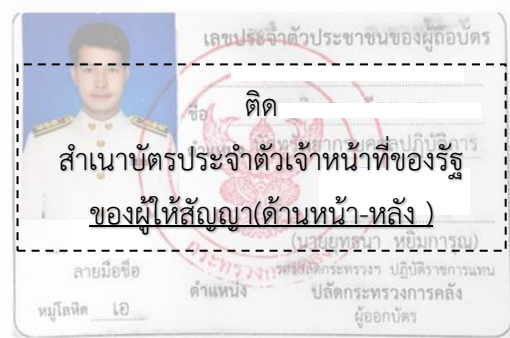 เลขประจำตัวประชาชนของผู้ถือบัตร
ชื่อ
ติด
สำเนาบัตรประจำตัวเจ้าหน้าที่ของรัฐ
ของผู้ให้สัญญา(ด้านหน้า-หลัง )
(นายยุทธนา หยิมการุณ)
ลายมือชื่อ
รองปลัดกระทรวงฯ ปฏิบัติราชการแทน
ตำแหน่ง ปลัดกระทรวงการคลัง
หมู่โลหิต เอ
ผู้ออกบัตร